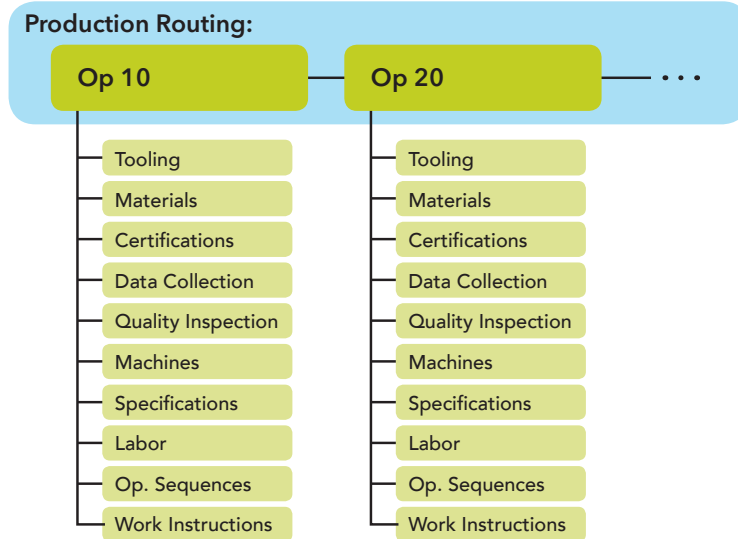 Production Routing:
Op 10
Op 20
. . .
Tooling
Materials
Certifications
Data Collection
Quality Inspection
Machines
Specifications
Labor
Op. Sequences
Work Instructions
Tooling
Materials
Certifications
Data Collection
Quality Inspection
Machines
Specifications
Labor
Op. Sequences
Work Instructions